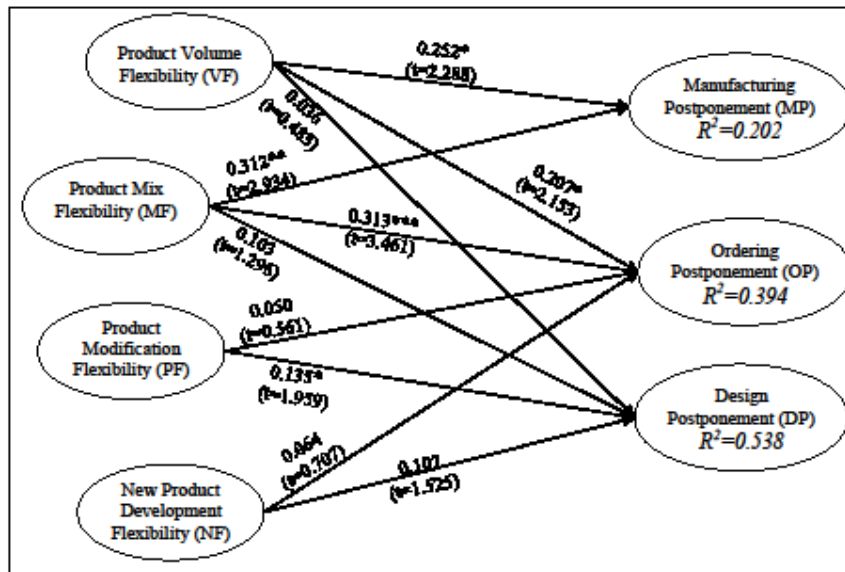 Product Volume
Flexibility (VF)
0.252*
(t=2.288)
0.036
(t=0.483)
Manufacturing
Postponement (MP)
R²=0.202
0.312**
(t=2.934)
Product Mix
Flexibility (MF)
0.207*
(t=2.133)
0.313***
(t=3.461)
0.103
(t=1.298)
Ordering
Postponement (OP)
R²=0.394
0.050
(t=0.561)
Product
Modification
Flexibility (PF)
0.135*
(t=1.959)
Design
Postponement (DP)
R²=0.538
0.064
(t=0.707)
0.107
(t=1.525)
New Product
Development
Flexibility (NF)